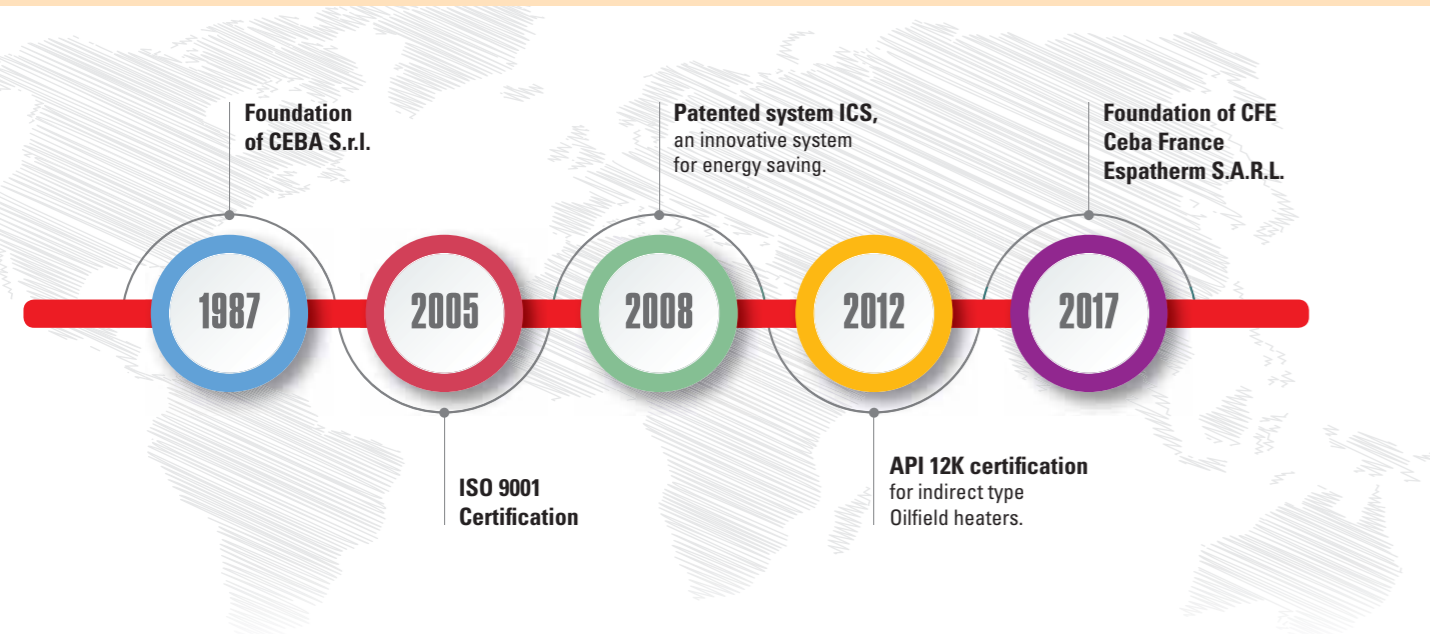 Foundation
of CEBA S.r.l.
Patented system ICS,
an innovative system
for energy saving.
Foundation of CFE
Ceba France
Espatherm S.A.R.L.
1987
2005
2008
2012
2017
ISO 9001
Certification
API 12K certification
for indirect type
Oilfield heaters.